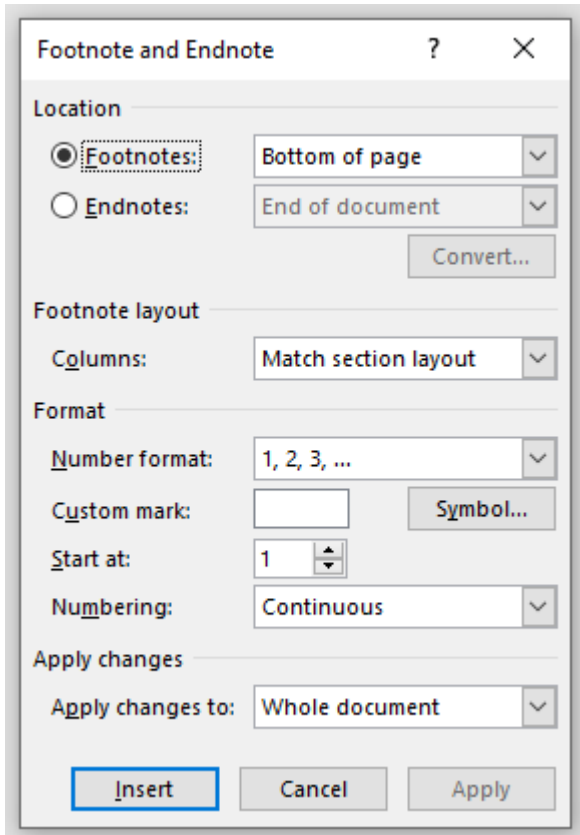 Footnote and Endnote ?
Location
Footnotes: Bottom of page
Endnotes: End of document
Convert...
Footnote layout
Columns: Match section layout
Format
Number format: 1, 2, 3, ...
Custom mark: Symbol...
Start at: 1
Numbering: Continuous
Apply changes
Apply changes to: Whole document
Insert Cancel Apply